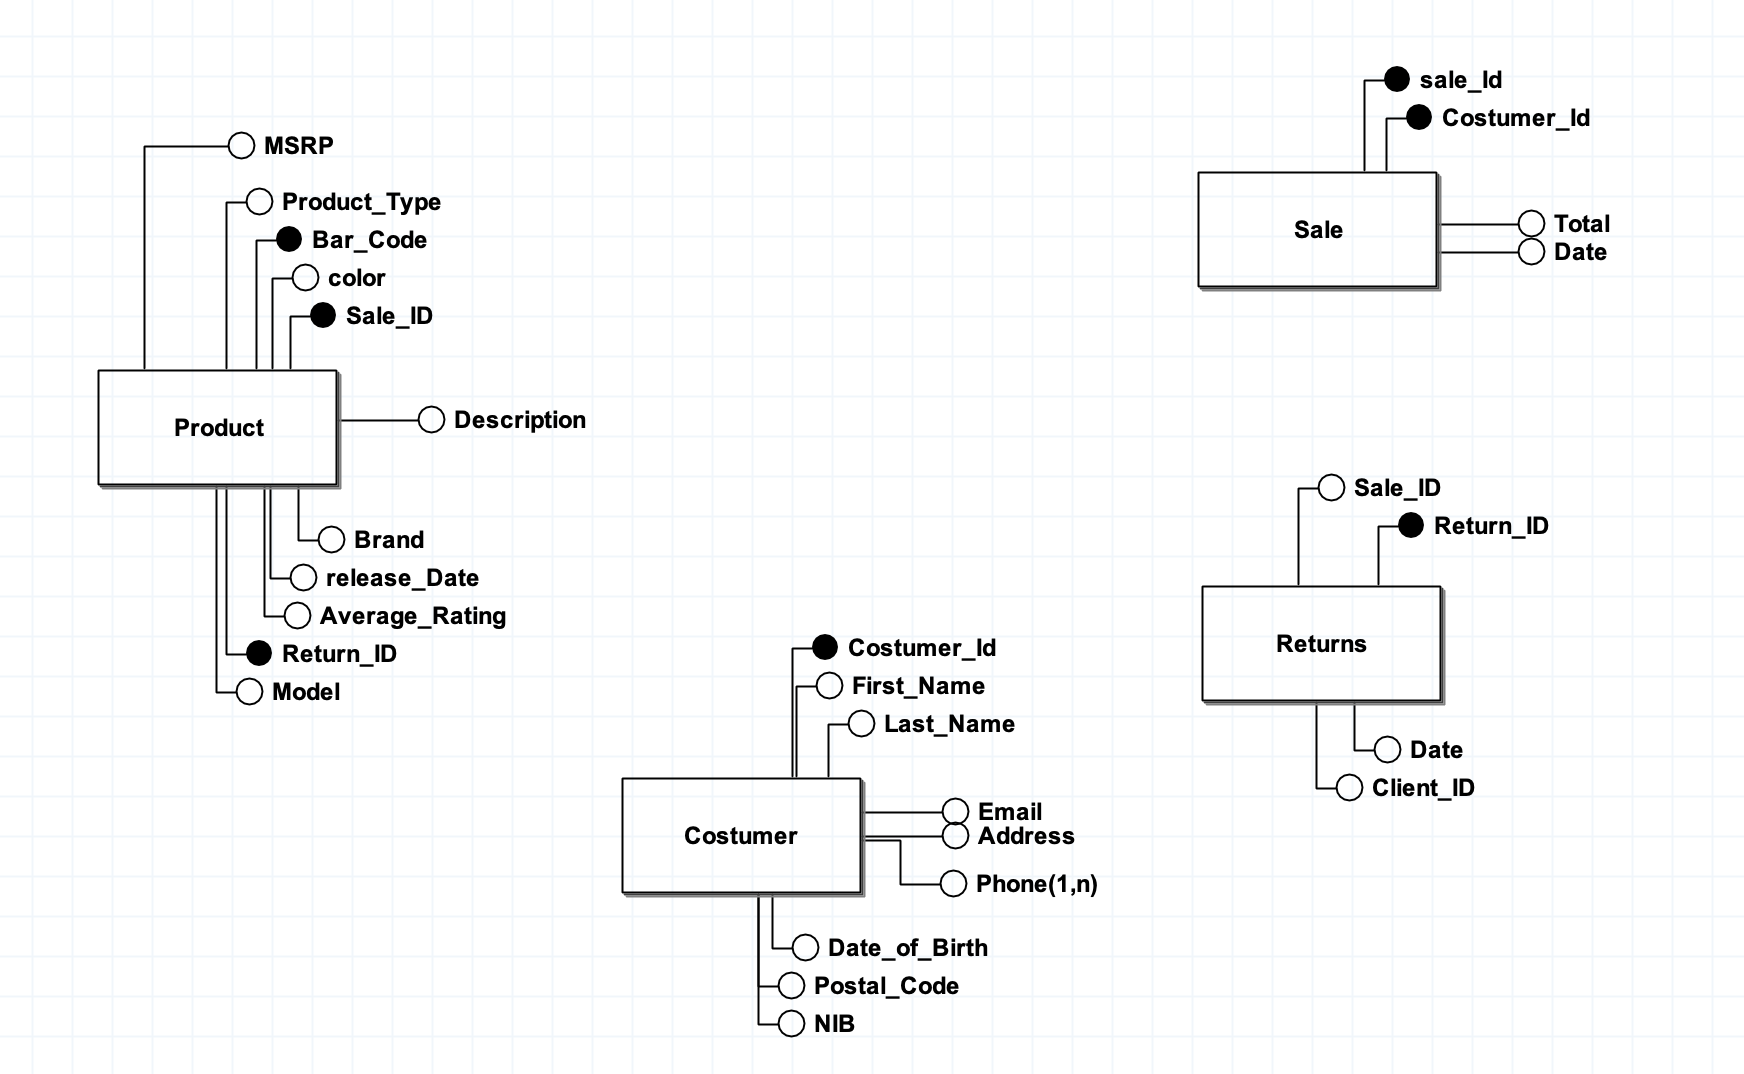 MSRP
Product_Type
Bar_Code
color
Sale_ID
Product
Description
Brand
release_Date
Average_Rating
Return_ID
Model
sale_Id
Costumer_Id
Sale
Total
Date
Sale_ID
Return_ID
Returns
Date
Client_ID
Costumer_Id
First_Name
Last_Name
Costumer
Email
Address
Phone(1,n)
Date_of_Birth
Postal_Code
NIB